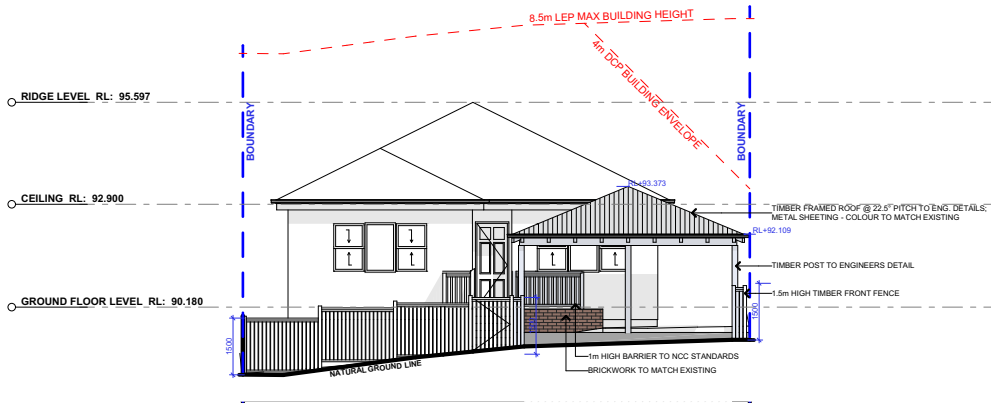 8.5m LEP MAX BUILDING HEIGHT
4m DCP BUILDING ENVELOPE
RIDGE LEVEL RL: 95.597
BOUNDARY
BOUNDARY
RL+93.373
CEILING RL: 92.900
TIMBER FRAMED ROOF @ 22.5° PITCH TO ENG. DETAILS;
METAL SHEETING - COLOUR TO MATCH EXISTING
RL+92.109
TIMBER POST TO ENGINEERS DETAIL
1.5m HIGH TIMBER FRONT FENCE
GROUND FLOOR LEVEL RL: 90.180
1500
1500
1m HIGH BARRIER TO NCC STANDARDS
NATURAL GROUND LINE
BRICKWORK TO MATCH EXISTING